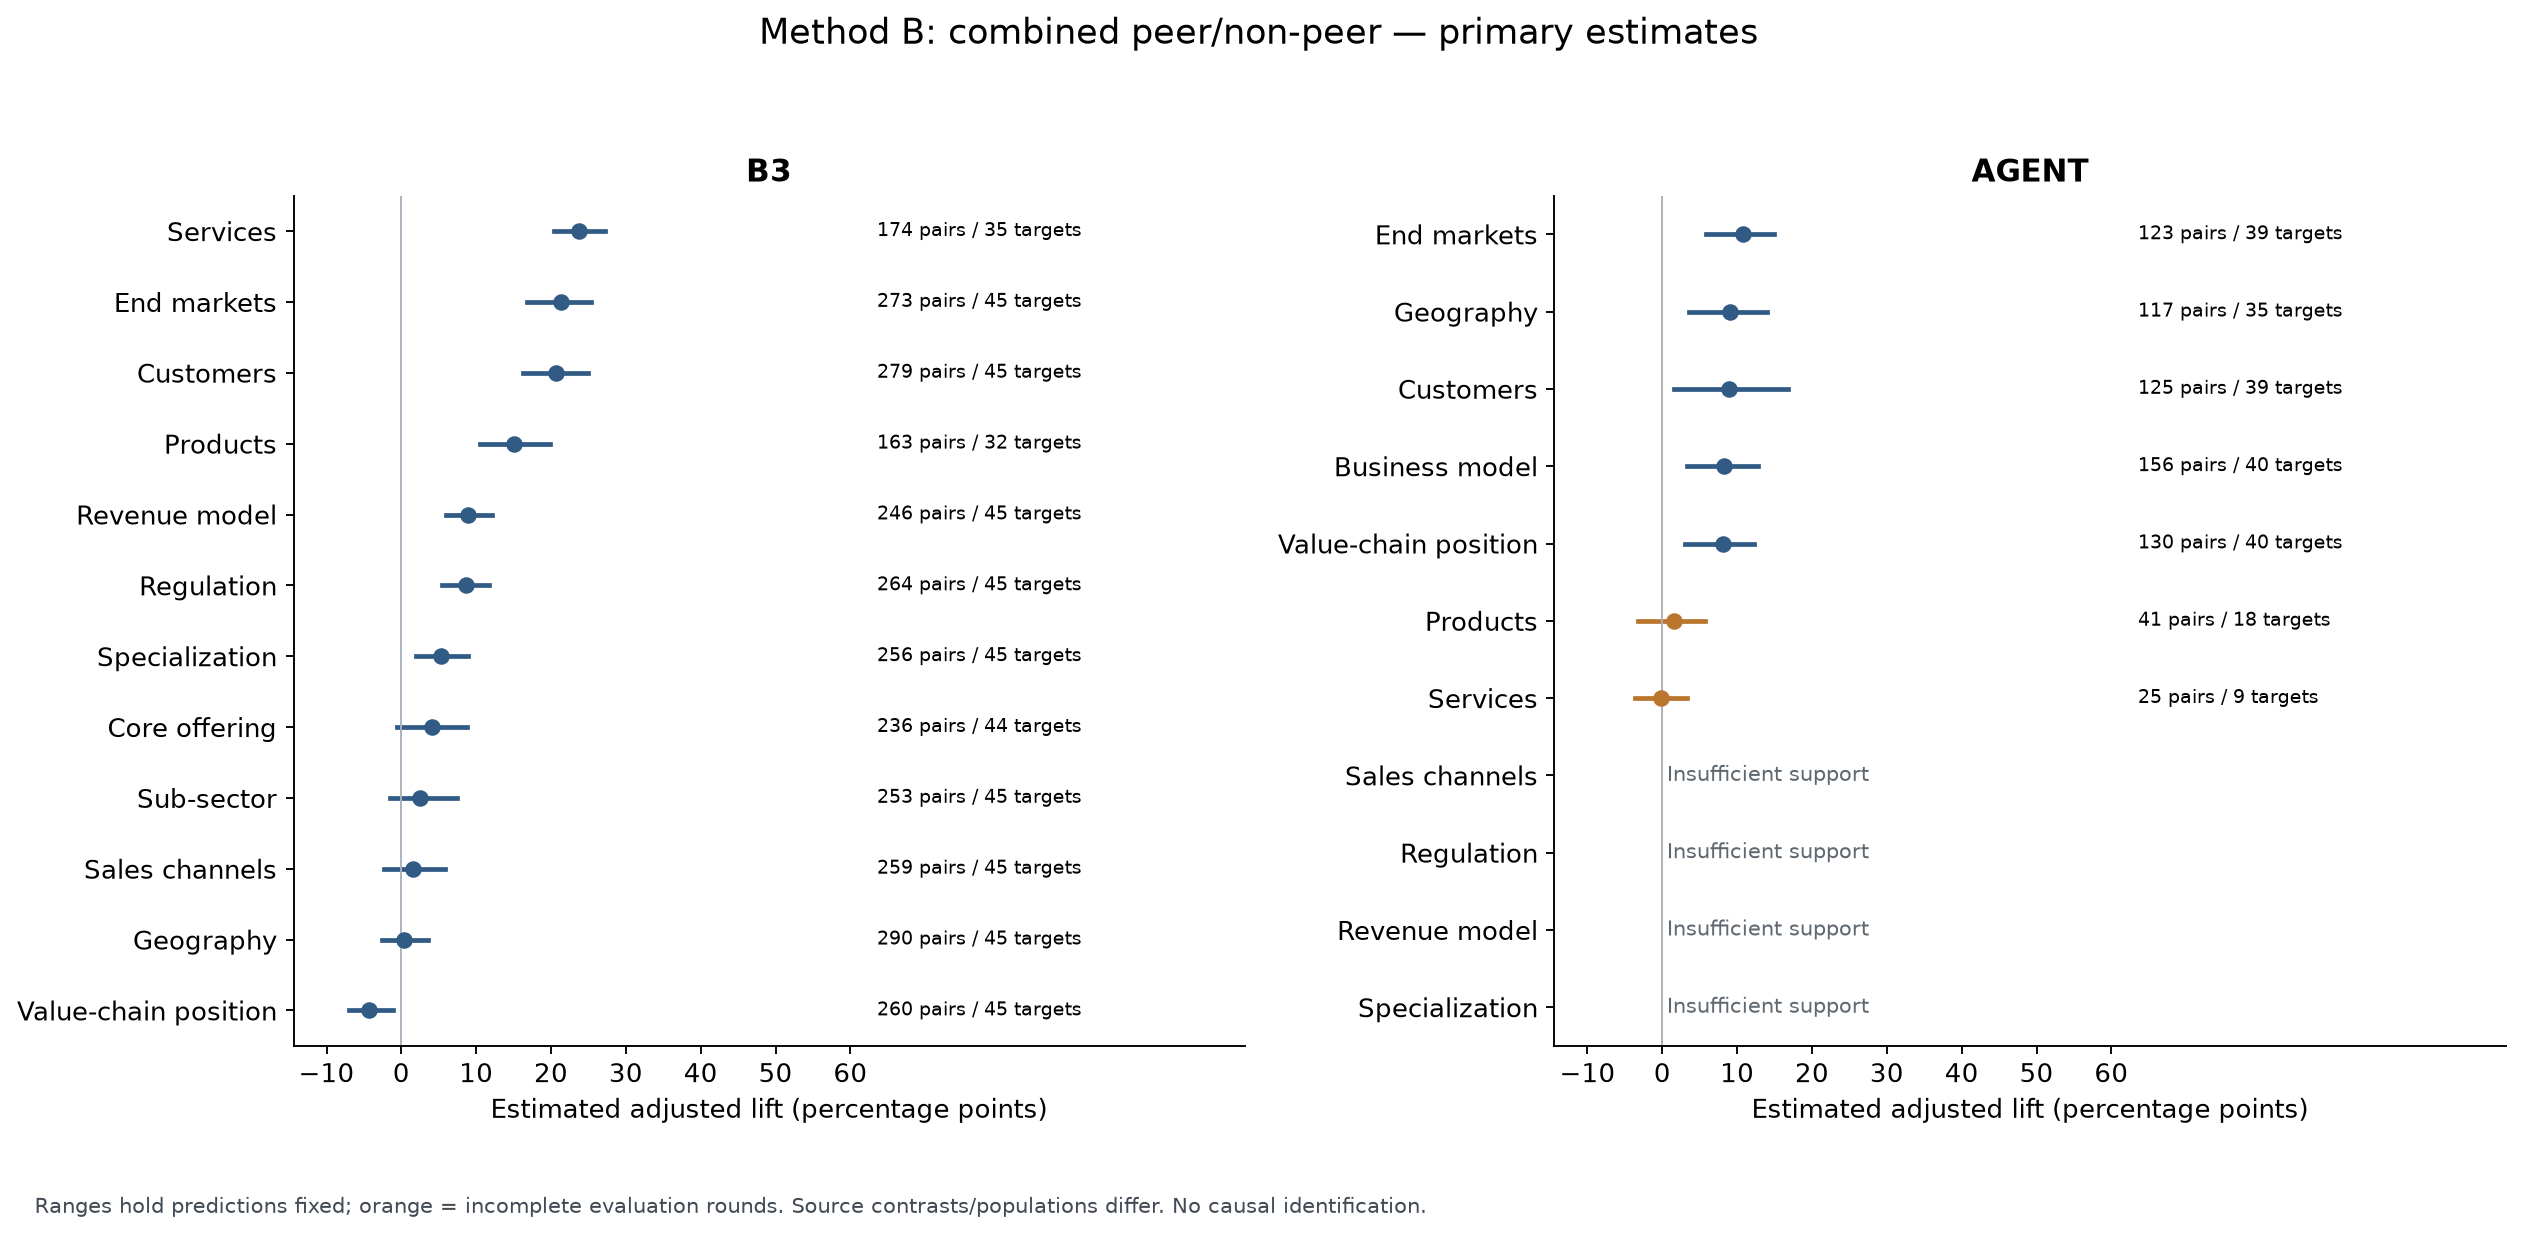 Method B: combined peer/non-peer — primary estimates
B3
Services
174 pairs / 35 targets
End markets
273 pairs / 45 targets
Customers
279 pairs / 45 targets
Products
163 pairs / 32 targets
Revenue model
246 pairs / 45 targets
Regulation
264 pairs / 45 targets
Specialization
256 pairs / 45 targets
Core offering
236 pairs / 44 targets
Sub-sector
253 pairs / 45 targets
Sales channels
259 pairs / 45 targets
Geography
290 pairs / 45 targets
Value-chain position
260 pairs / 45 targets
−10 0 10 20 30 40 50 60
Estimated adjusted lift (percentage points)
AGENT
End markets
123 pairs / 39 targets
Geography
117 pairs / 35 targets
Customers
125 pairs / 39 targets
Business model
156 pairs / 40 targets
Value-chain position
130 pairs / 40 targets
Products
41 pairs / 18 targets
Services
25 pairs / 9 targets
Sales channels
Insufficient support
Regulation
Insufficient support
Revenue model
Insufficient support
Specialization
Insufficient support
−10 0 10 20 30 40 50 60
Estimated adjusted lift (percentage points)
Ranges hold predictions fixed; orange = incomplete evaluation rounds. Source contrasts/populations differ. No causal identification.